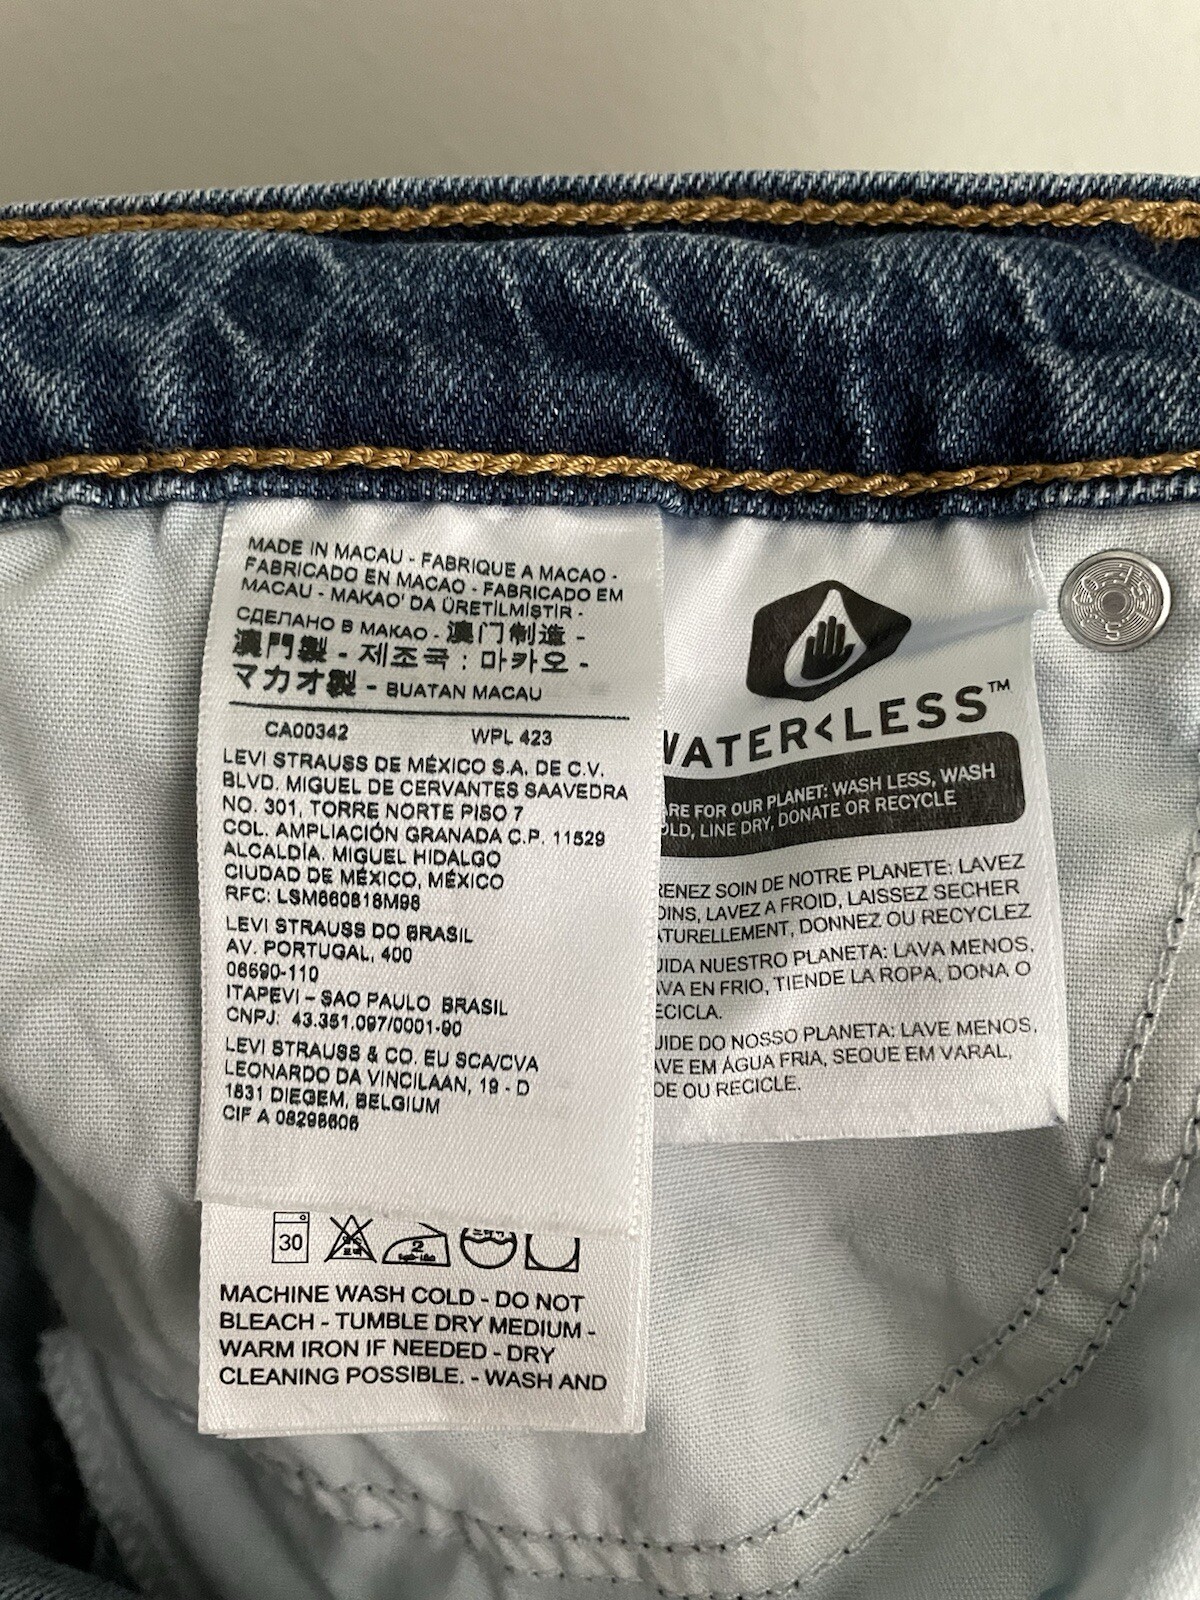 MADE IN MACAU - FABRIQUE A MACAO -
FABRICADO EN MACAO - FABRICADO EM
MACAU - MAKAO' DA ÜRETİLMİSTİR -
СДЕЛАНО В МАКАО - 澳门制造 -
澳門製 - 제조국 : 마카오 -
マカオ製 - BUATAN MACAU
CA00342 WPL 423
LEVI STRAUSS DE MÉXICO S.A. DE C.V.
BLVD. MIGUEL DE CERVANTES SAAVEDRA
NO. 301, TORRE NORTE PISO 7
COL. AMPLIACIÓN GRANADA C.P. 11529
ALCALDÍA. MIGUEL HIDALGO
CIUDAD DE MÉXICO, MÉXICO
RFC: LSM860818M98
LEVI STRAUSS DO BRASIL
AV. PORTUGAL, 400
06690-110
ITAPEVI – SAO PAULO BRASIL
CNPJ: 43.351.097/0001-90
LEVI STRAUSS & CO. EU SCA/CVA
LEONARDO DA VINCILAAN, 19 - D
1831 DIEGEM, BELGIUM
CIF A 08298606
30
2
MACHINE WASH COLD - DO NOT
BLEACH - TUMBLE DRY MEDIUM -
WARM IRON IF NEEDED - DRY
CLEANING POSSIBLE. - WASH AND
WATER<LESS™
ARE FOR OUR PLANET: WASH LESS, WASH
OLD, LINE DRY, DONATE OR RECYCLE
RENEZ SOIN DE NOTRE PLANETE: LAVEZ
OINS, LAVEZ A FROID, LAISSEZ SECHER
ATURELLEMENT, DONNEZ OU RECYCLEZ
UIDA NUESTRO PLANETA: LAVA MENOS,
AVA EN FRIO, TIENDE LA ROPA, DONA O
ECICLA.
UIDE DO NOSSO PLANETA: LAVE MENOS,
AVE EM ÁGUA FRIA, SEQUE EM VARAL,
OE OU RECICLE.